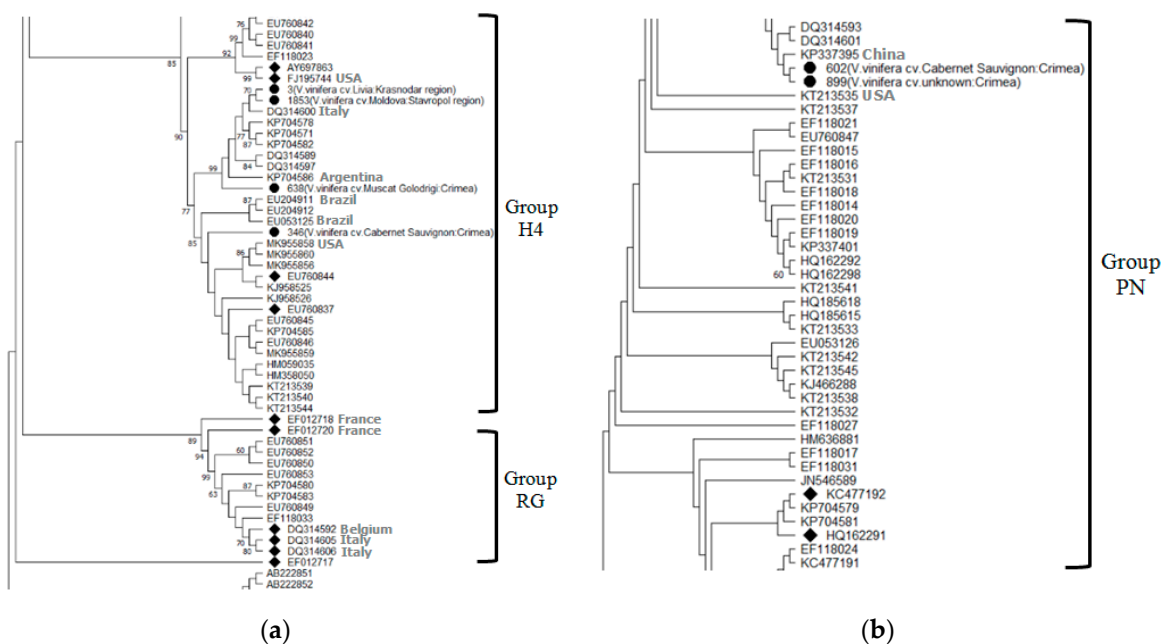 EU760842
76
EU760840
99
EU760841
92
EF118023
85
AY697863
99
FJ195744 USA
70
3(V.vinifera cv.Livia:Krasnodar region)
1853(V.vinifera cv.Moldova:Stavropol region)
DQ314600 Italy
KP704578
90
77
KP704571
87
KP704582
DQ314589
99
84
DQ314597
KP704586 Argentina
638(V.vinifera cv.Muscat Golodrigi:Crimea)
87
EU204911 Brazil
77
EU204912
EU053125 Brazil
85
346(V.vinifera cv.Cabernet Sauvignon:Crimea)
MK955858 USA
86
MK955860
MK955856
EU760844
KJ958525
KJ958526
EU760837
EU760845
KP704585
EU760846
MK955859
HM059035
HM358050
KT213539
KT213540
KT213544
Group
H4
EF012718 France
89
EF012720 France
EU760851
94
60
EU760852
EU760850
99
EU760853
87
KP704580
63
KP704583
EU760849
EF118033
DQ314592 Belgium
70
DQ314605 Italy
80
DQ314606 Italy
EF012717
Group
RG
AB222851
AB222852
(a)
DQ314593
DQ314601
KP337395 China
602(V.vinifera cv.Cabernet Sauvignon:Crimea)
899(V.vinifera cv.unknown:Crimea)
KT213535 USA
KT213537
EF118021
EU760847
EF118015
EF118016
KT213531
EF118018
EF118014
EF118020
EF118019
KP337401
HQ162292
60
HQ162298
KT213541
HQ185618
HQ185615
KT213533
EU053126
KT213542
KT213545
KJ466288
KT213538
KT213532
EF118027
HM636881
EF118017
EF118031
JN546589
KC477192
KP704579
KP704581
HQ162291
EF118024
KC477191
Group
PN
(b)